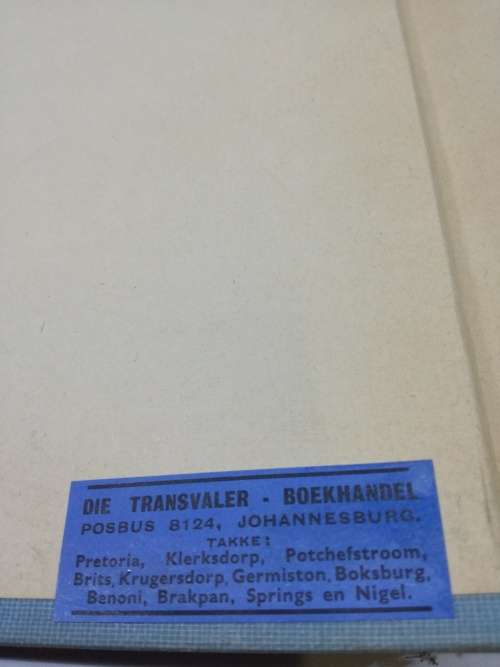 DIE TRANSVALER - BOEKHANDEL
POSBUS 8124, JOHANNESBURG.
TAKKE:
Pretoria, Klerksdorp, Potchefstroom,
Brits, Krugersdorp, Germiston, Boksburg,
Benoni, Brakpan, Springs en Nigel.